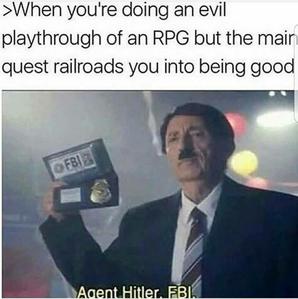 >When you're doing an evil
playthrough of an RPG but the main
quest railroads you into being good
FBI
Agent Hitler, FBI.